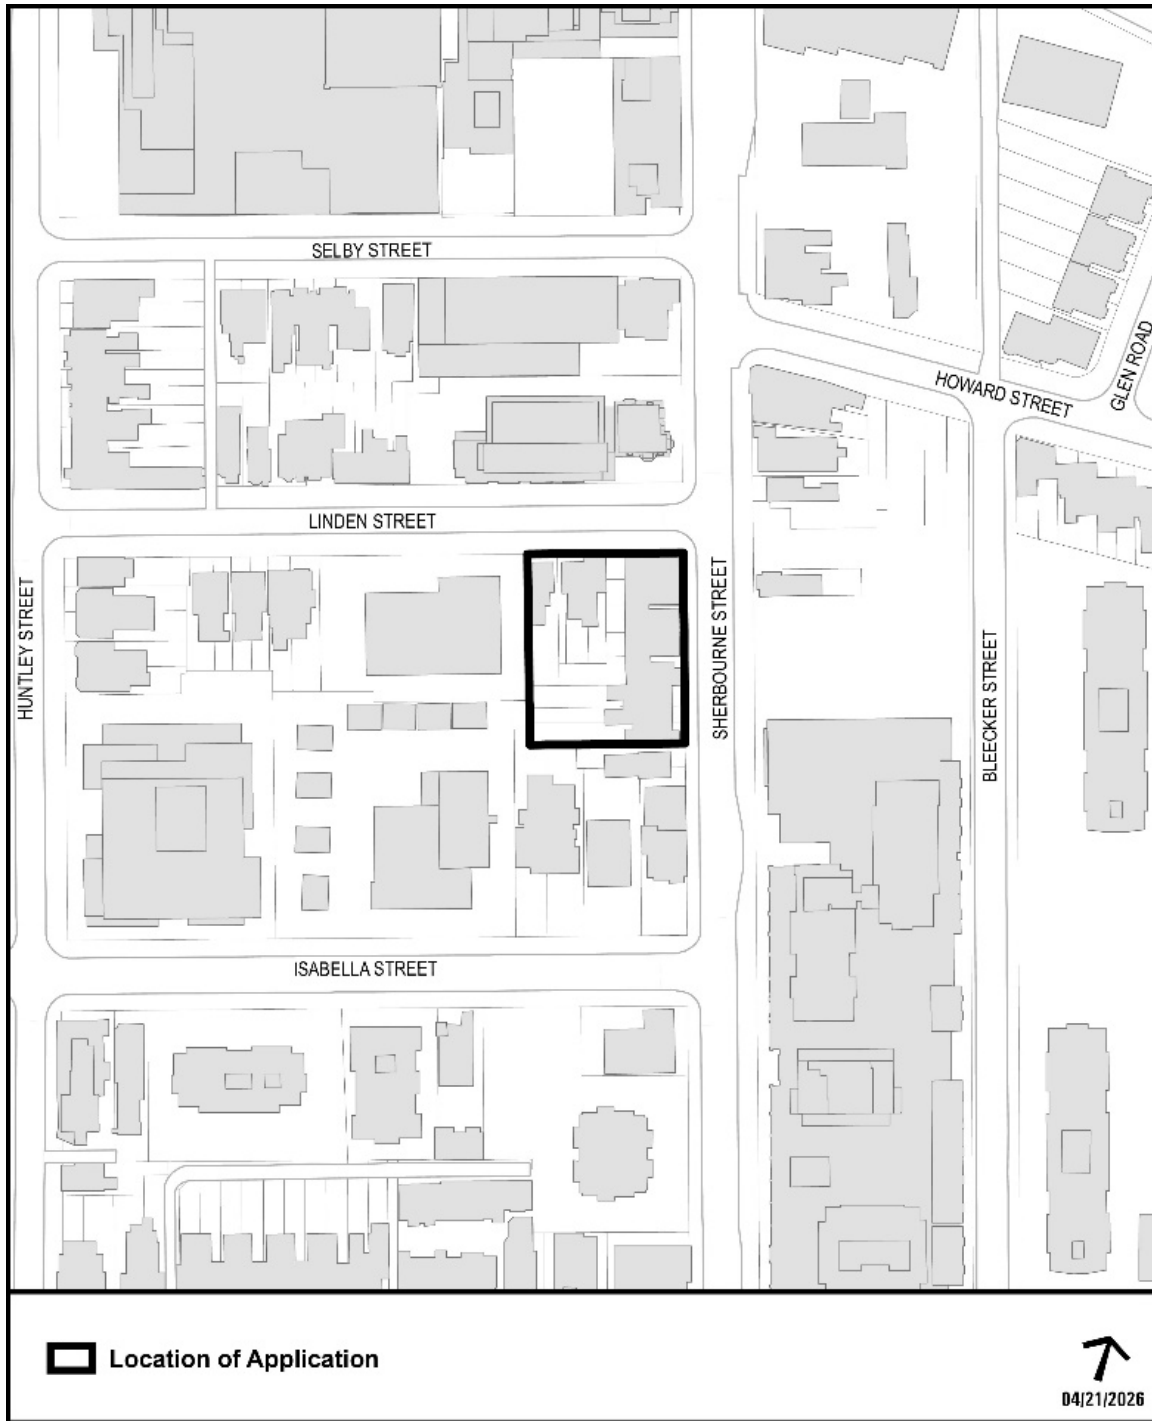 SELBY STREET
HOWARD STREET
GLEN ROAD
LINDEN STREET
HUNTLEY STREET
SHERBOURNE STREET
BLEECKER STREET
ISABELLA STREET
Location of Application
04/21/2026